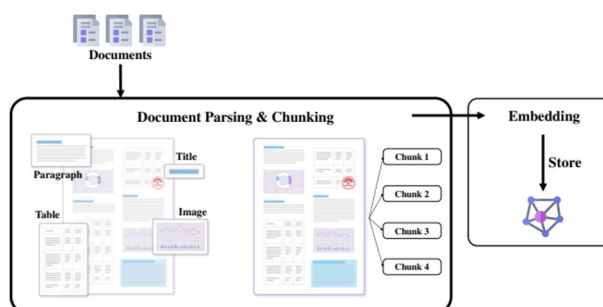 Documents
Document Parsing & Chunking
Paragraph
Title
Table
Image
Chunk 1
Chunk 2
Chunk 3
Chunk 4
Embedding
Store